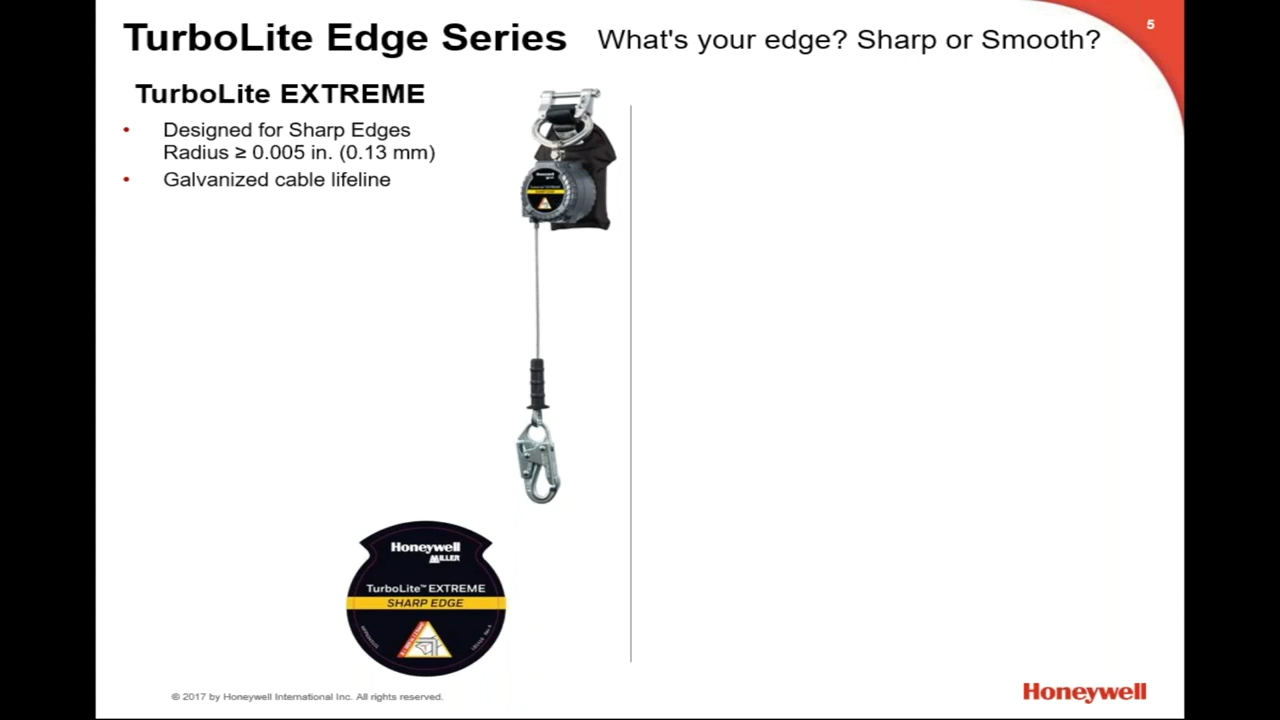 TurboLite Edge Series What's your edge? Sharp or Smooth?
5
TurboLite EXTREME
• Designed for Sharp Edges
Radius ≥ 0.005 in. (0.13 mm)
• Galvanized cable lifeline
Honeywell
Honeywell
MILLER
TurboLite™ EXTREME
SHARP EDGE
© 2017 by Honeywell International Inc. All rights reserved.
Honeywell